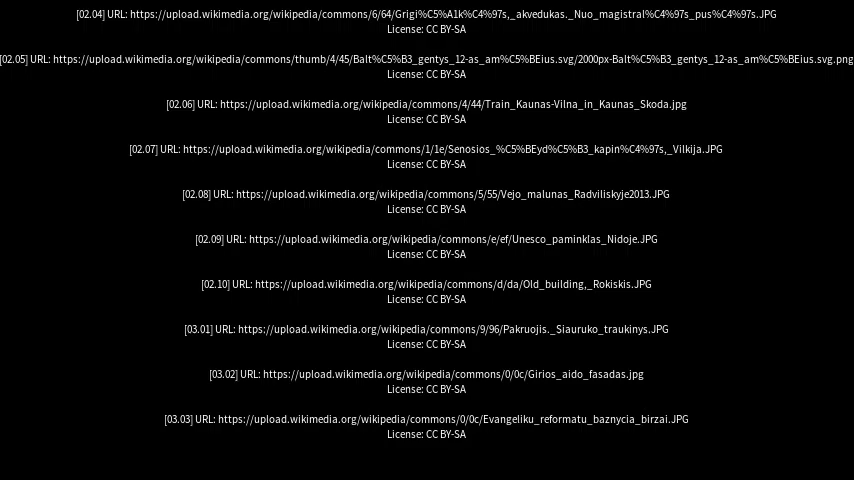 [02.04] URL: https://upload.wikimedia.org/wikipedia/commons/6/64/Grigi%C5%A1k%C4%97s,_akvedukas._Nuo_magistral%C4%97s_pus%C4%97s.JPG
License: CC BY-SA
[02.05] URL: https://upload.wikimedia.org/wikipedia/commons/thumb/4/45/Balt%C5%B3_gentys_12-as_am%C5%BEius.svg/2000px-Balt%C5%B3_gentys_12-as_am%C5%BEius.svg.png
License: CC BY-SA
[02.06] URL: https://upload.wikimedia.org/wikipedia/commons/4/44/Train_Kaunas-Vilna_in_Kaunas_Skoda.jpg
License: CC BY-SA
[02.07] URL: https://upload.wikimedia.org/wikipedia/commons/1/1e/Senosios_%C5%BEyd%C5%B3_kapin%C4%97s,_Vilkija.JPG
License: CC BY-SA
[02.08] URL: https://upload.wikimedia.org/wikipedia/commons/5/55/Vejo_malunas_Radviliskyje2013.JPG
License: CC BY-SA
[02.09] URL: https://upload.wikimedia.org/wikipedia/commons/e/ef/Unesco_paminklas_Nidoje.JPG
License: CC BY-SA
[02.10] URL: https://upload.wikimedia.org/wikipedia/commons/d/da/Old_building,_Rokiskis.JPG
License: CC BY-SA
[03.01] URL: https://upload.wikimedia.org/wikipedia/commons/9/96/Pakruojis._Siauruko_traukinys.JPG
License: CC BY-SA
[03.02] URL: https://upload.wikimedia.org/wikipedia/commons/0/0c/Girios_aido_fasadas.jpg
License: CC BY-SA
[03.03] URL: https://upload.wikimedia.org/wikipedia/commons/0/0c/Evangeliku_reformatu_baznycia_birzai.JPG
License: CC BY-SA